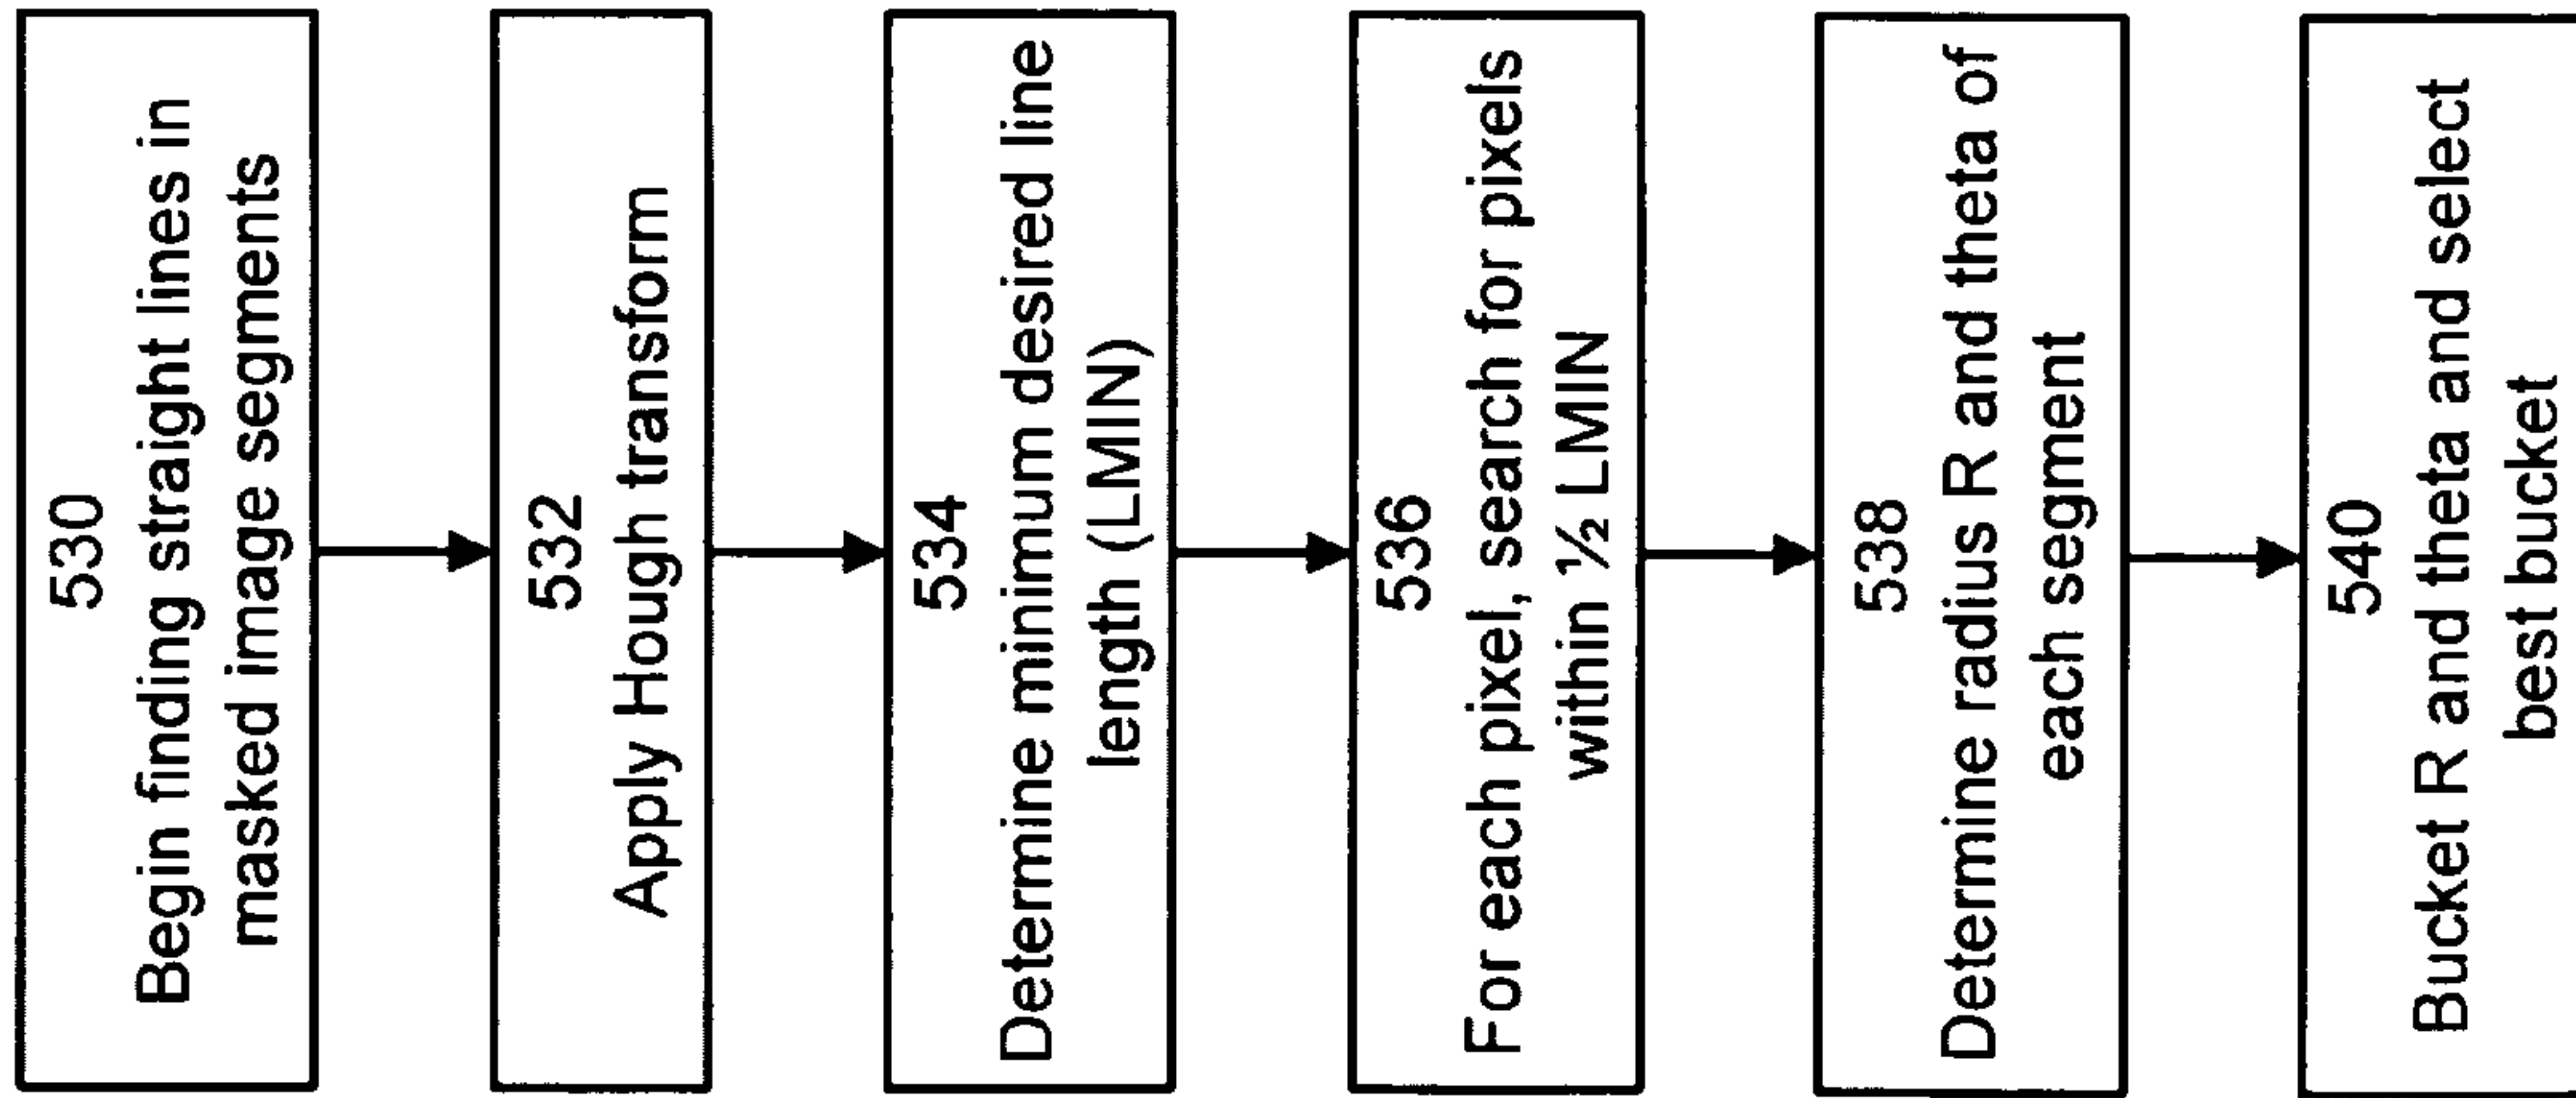 530
Begin finding straight lines in
masked image segments
532
Apply Hough transform
534
Determine minimum desired line
length (LMIN)
536
For each pixel, search for pixels
within ½ LMIN
538
Determine radius R and theta of
each segment
540
Bucket R and theta and select
best bucket